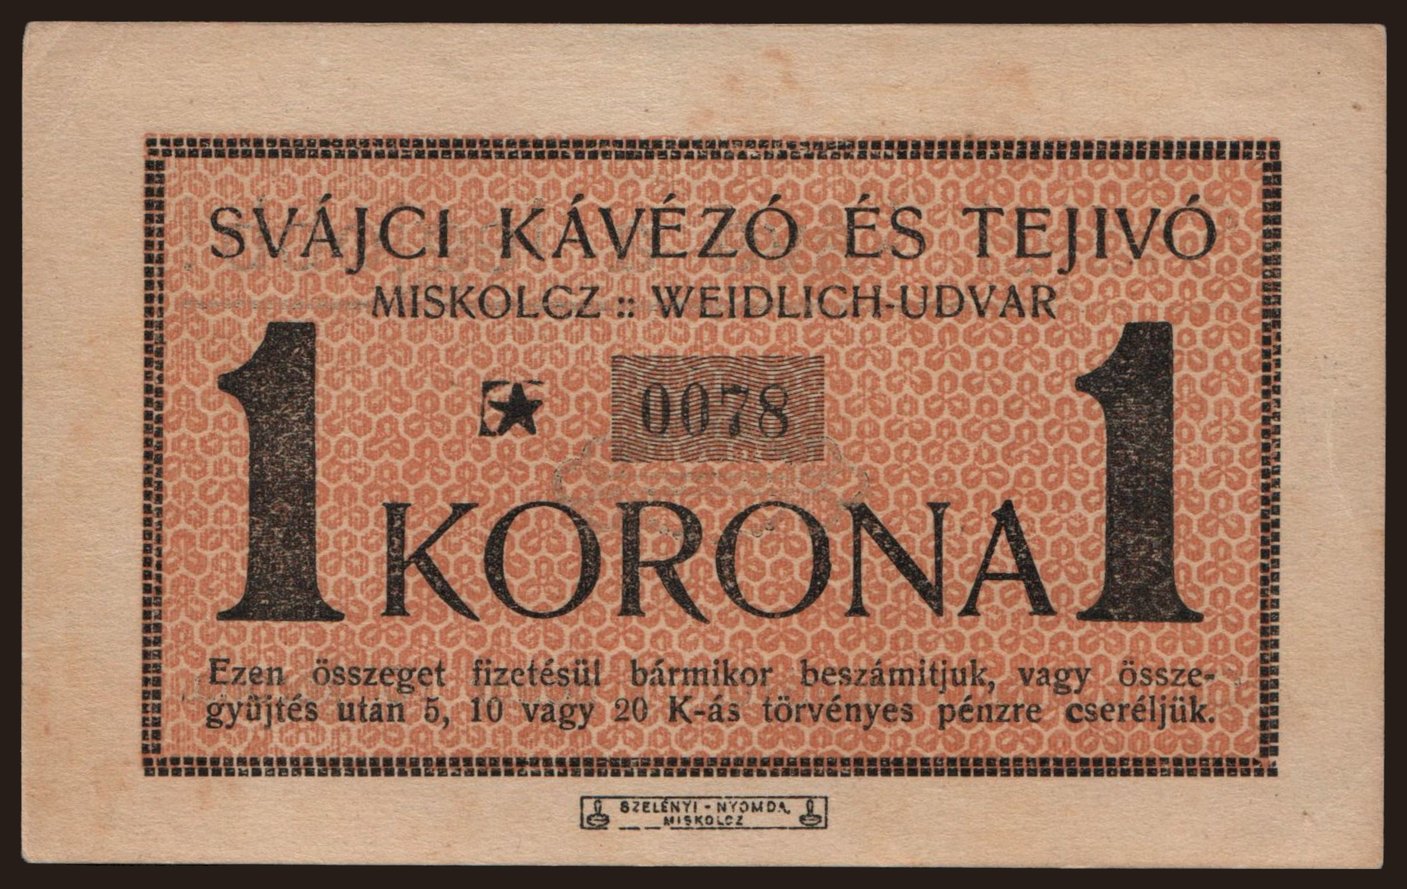 SVÁJCI KÁVÉZÓ ÉS TEJIVÓ
MISKOLCZ :: WEIDLICH-UDVAR
0078
1 KORONA 1
Ezen összeget fizetésül bármikor beszámitjuk, vagy össze-
gyűjtés után 5, 10 vagy 20 K-ás törvényes pénzre cseréljük.
SZELÉNYI-NYOMDA,
MISKOLCZ